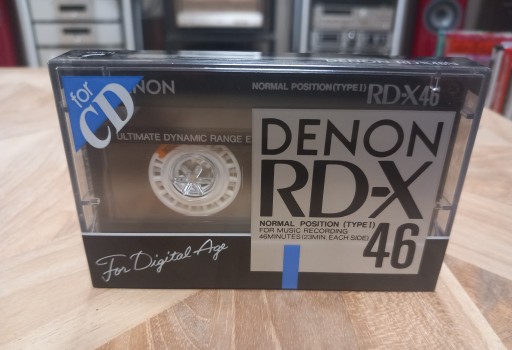 for
CD
DENON
NORMAL POSITION (TYPE I) RD-X46
ULTIMATE DYNAMIC RANGE
DENON
RD-X
NORMAL POSITION (TYPE I)
FOR MUSIC RECORDING
46MINUTES (23MIN. EACH SIDE)
46
For Digital Age